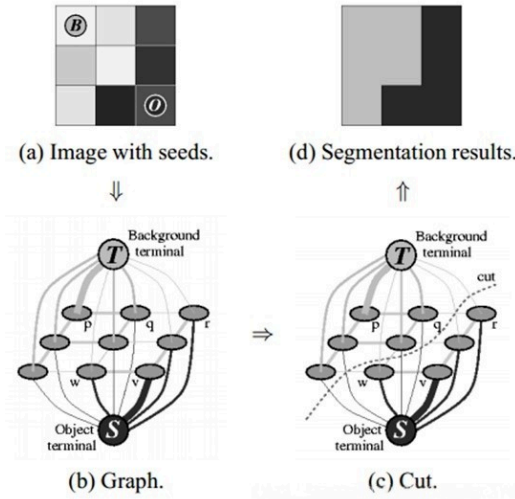 B
O
(a) Image with seeds.
(d) Segmentation results.
⇓
⇑
Background
terminal
T
p
q
r
w
v
S
Object
terminal
(b) Graph.
⇒
Background
terminal
T
cut
p
q
r
w
v
S
Object
terminal
(c) Cut.